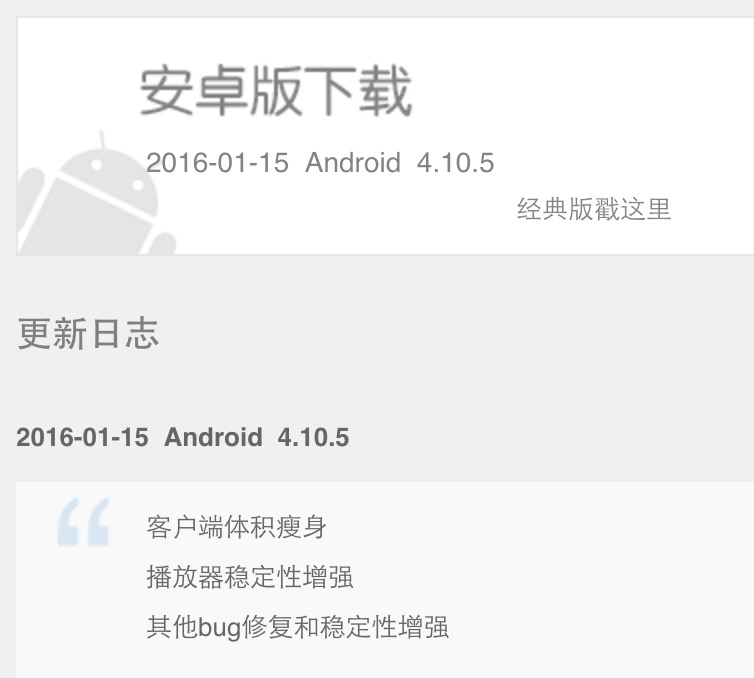 安卓版下载
2016-01-15 Android 4.10.5
经典版戳这里
更新日志
2016-01-15 Android 4.10.5
客户端体积瘦身
播放器稳定性增强
其他bug修复和稳定性增强